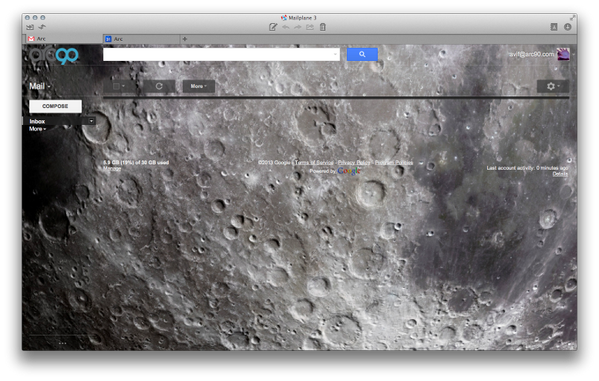 Mailplane 3
Arc
Arc
arc90
avif@arc90.com
Mail
More
COMPOSE
Inbox
More
5.9 GB (19%) of 30 GB used
Manage
©2013 Google - Terms of Service - Privacy Policy - Program Policies
Powered by Google
Last account activity: 0 minutes ago
Details